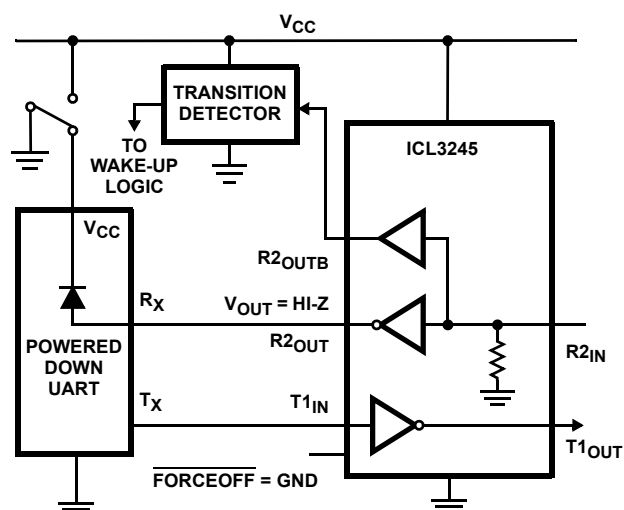 VCC
TRANSITION
DETECTOR
TO
WAKE-UP
LOGIC
ICL3245
VCC
R2OUTB
RX
VOUT = HI-Z
POWERED
DOWN
UART
R2OUT
R2IN
TX
T1IN
T1OUT
FORCEOFF = GND